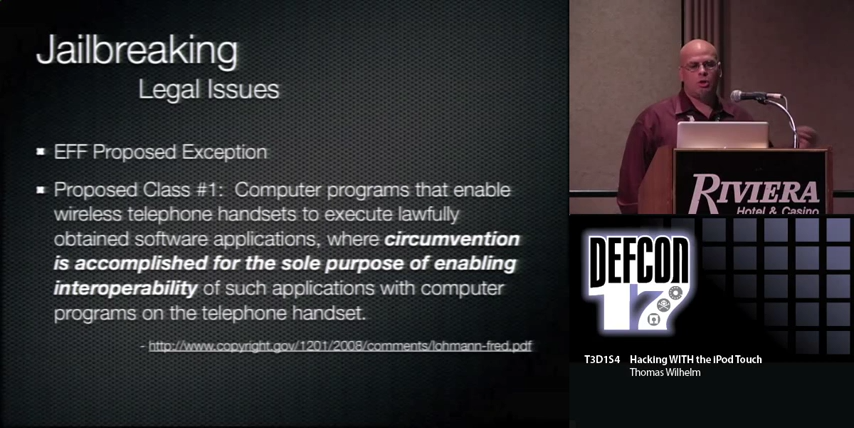 Jailbreaking
Legal Issues
EFF Proposed Exception
Proposed Class #1: Computer programs that enable
wireless telephone handsets to execute lawfully
obtained software applications, where circumvention
is accomplished for the sole purpose of enabling
interoperability of such applications with computer
programs on the telephone handset.
- http://www.copyright.gov/1201/2008/comments/lohmann-fred.pdf
RIVIERA
Hotel & Casino
DEFCON
17
T3D1S4 Hacking WITH the iPod Touch
Thomas Wilhelm